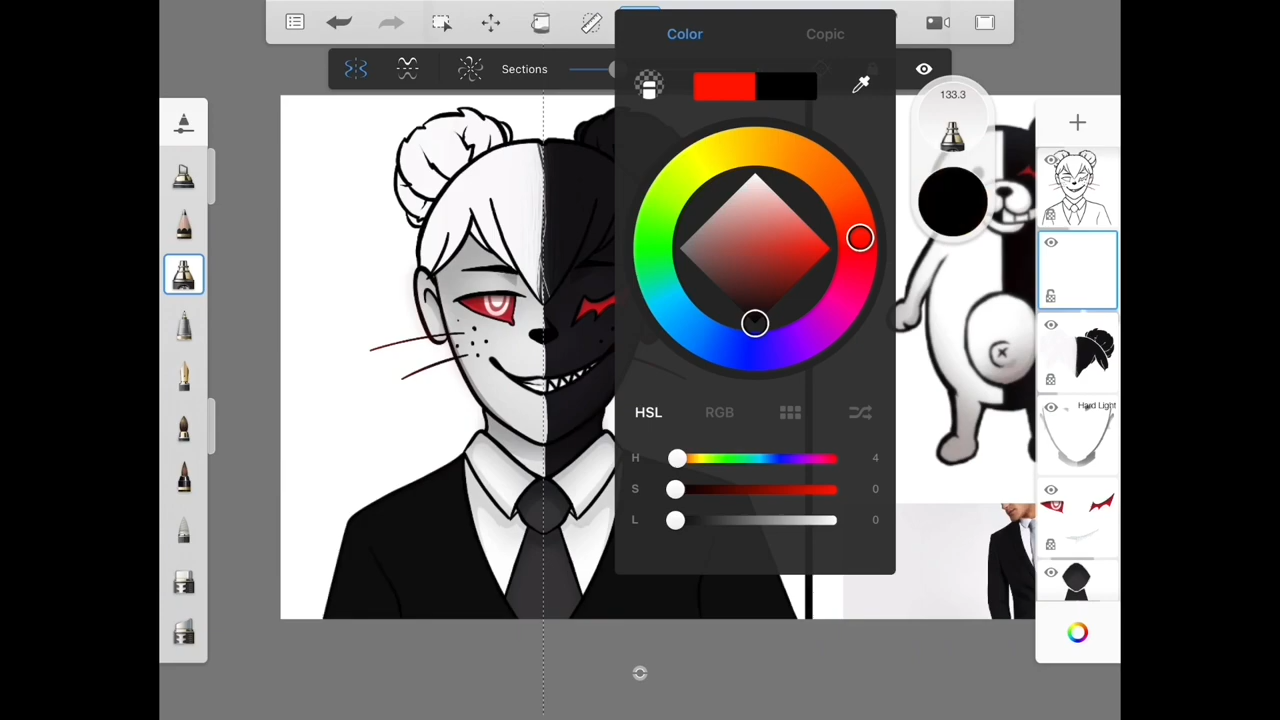 Color
Copic
Sections
133.3
Hard Light
HSL
RGB
H
4
S
0
L
0